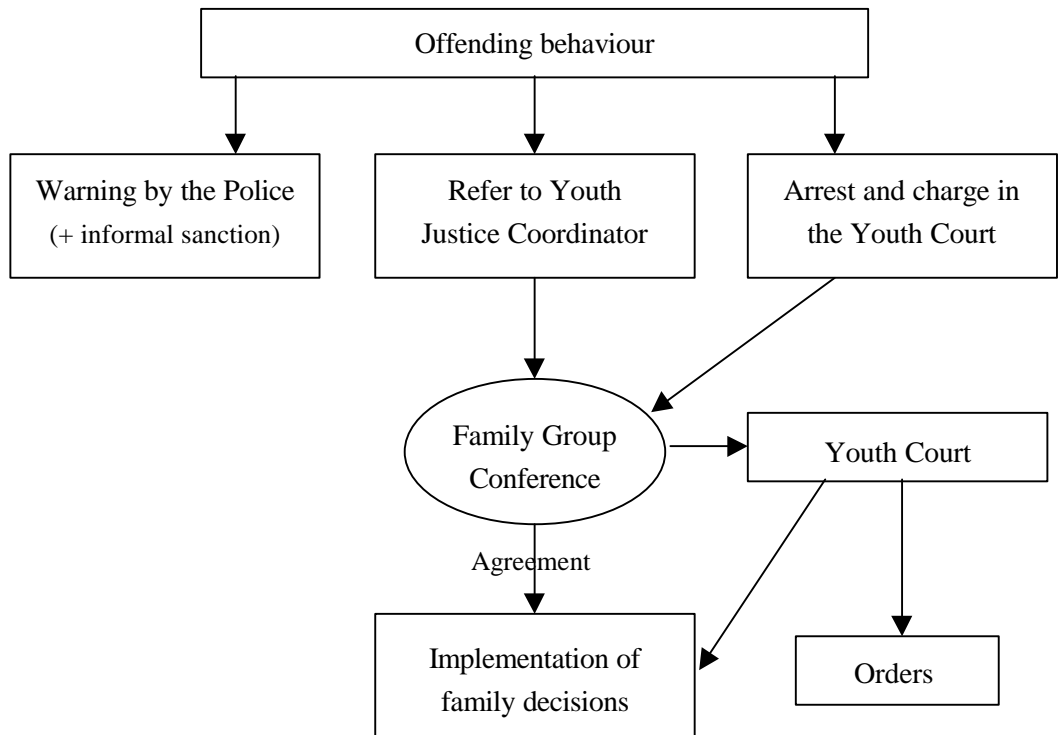 Offending behaviour
Warning by the Police
(+ informal sanction)
Refer to Youth
Justice Coordinator
Arrest and charge in
the Youth Court
Family Group
Conference
Youth Court
Agreement
Implementation of
family decisions
Orders